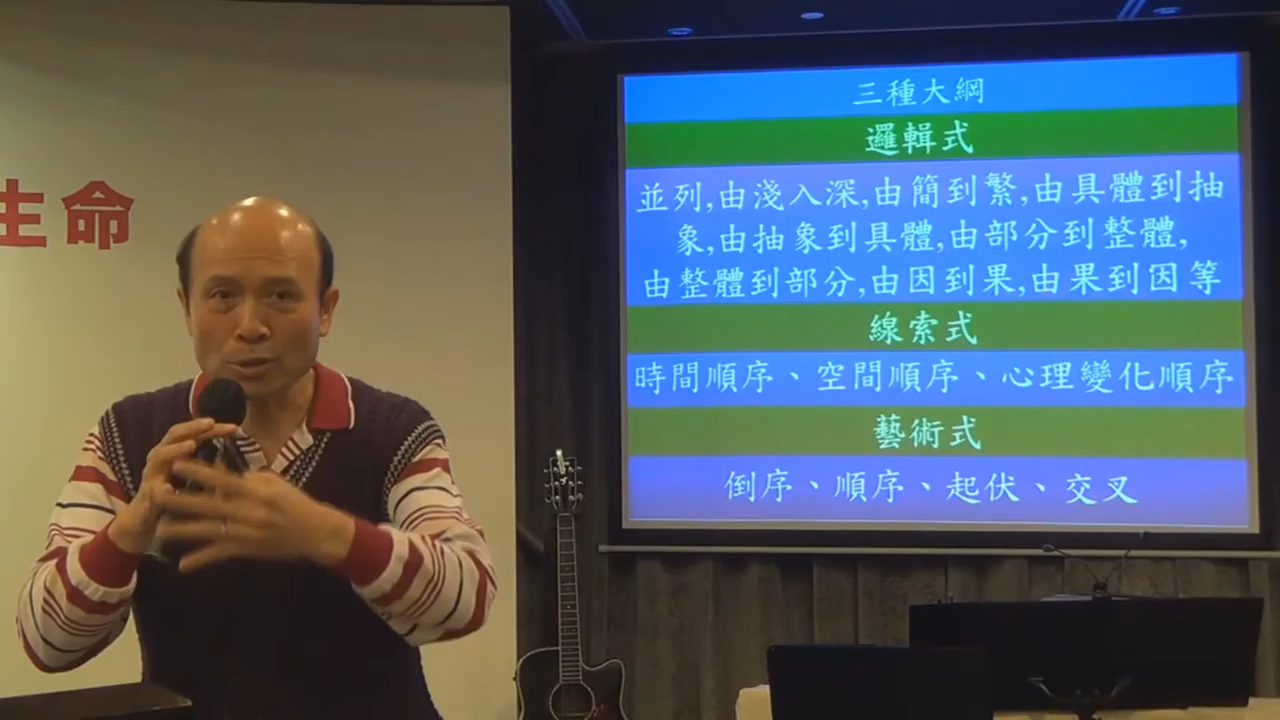 生命
三種大綱
邏輯式
並列,由淺入深,由簡到繁,由具體到抽
象,由抽象到具體,由部分到整體,
由整體到部分,由因到果,由果到因等
線索式
時間順序、空間順序、心理變化順序
藝術式
倒序、順序、起伏、交叉